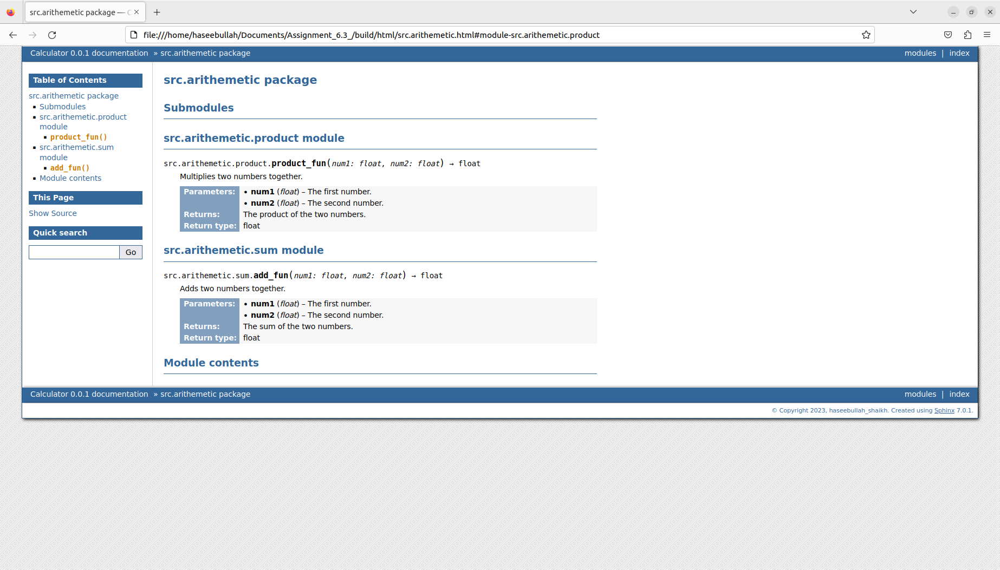 src.arithemetic package — C
file:///home/haseebullah/Documents/Assignment_6.3_/build/html/src.arithemetic.html#module-src.arithemetic.product
Calculator 0.0.1 documentation » src.arithemetic package
modules | index
Table of Contents
src.arithemetic package
Submodules
src.arithemetic.product
module
product_fun()
src.arithemetic.sum
module
add_fun()
Module contents
This Page
Show Source
Quick search
Go
src.arithemetic package
Submodules
src.arithemetic.product module
src.arithemetic.product.product_fun(num1: float, num2: float) → float
Multiplies two numbers together.
Parameters: • num1 (float) – The first number.
• num2 (float) – The second number.
Returns: The product of the two numbers.
Return type: float
src.arithemetic.sum module
src.arithemetic.sum.add_fun(num1: float, num2: float) → float
Adds two numbers together.
Parameters: • num1 (float) – The first number.
• num2 (float) – The second number.
Returns: The sum of the two numbers.
Return type: float
Module contents
Calculator 0.0.1 documentation » src.arithemetic package
modules | index
© Copyright 2023, haseebullah_shaikh. Created using Sphinx 7.0.1.